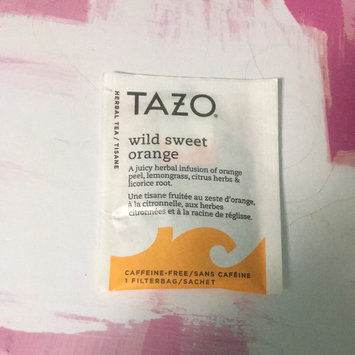 HERBAL TEA / TISANE
TAZO®
wild sweet
orange
A juicy herbal infusion of orange
peel, lemongrass, citrus herbs &
licorice root.
Une tisane fruitée au zeste d'orange,
à la citronnelle, aux herbes
citronnées et à la racine de réglisse.
CAFFEINE-FREE/SANS CAFÉINE
1 FILTERBAG/SACHET